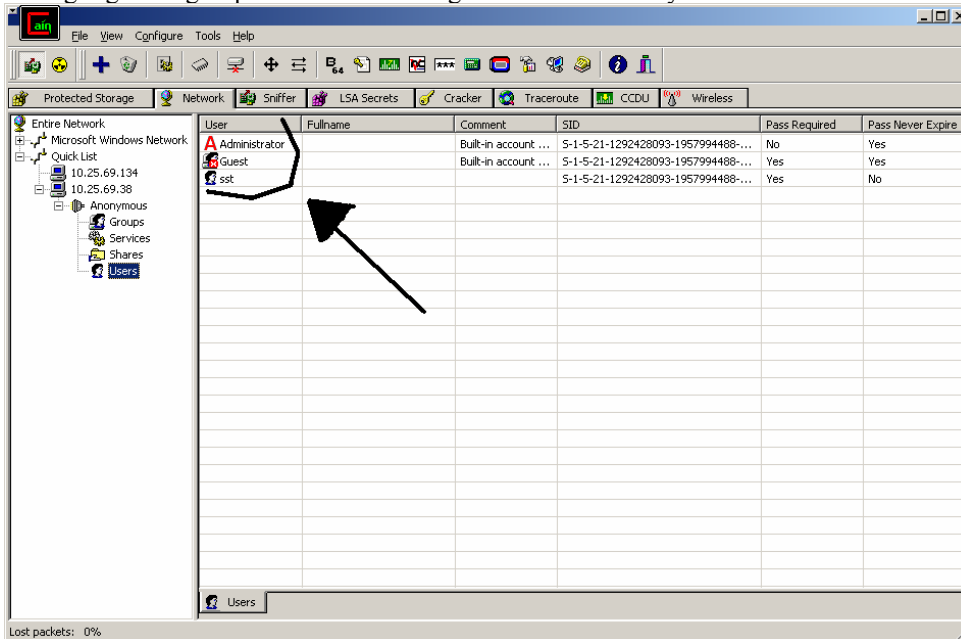 Cain
File View Configure Tools Help
B64
***
Protected Storage Network Sniffer LSA Secrets Cracker Traceroute CCDU Wireless
Entire Network
Microsoft Windows Network
Quick List
10.25.69.134
10.25.69.38
Anonymous
Groups
Services
Shares
Users
User Fullname Comment SID Pass Required Pass Never Expire
A Administrator Built-in account ... S-1-5-21-1292428093-1957994488-... No Yes
Guest Built-in account ... S-1-5-21-1292428093-1957994488-... Yes Yes
sst S-1-5-21-1292428093-1957994488-... Yes No
Users
Lost packets: 0%